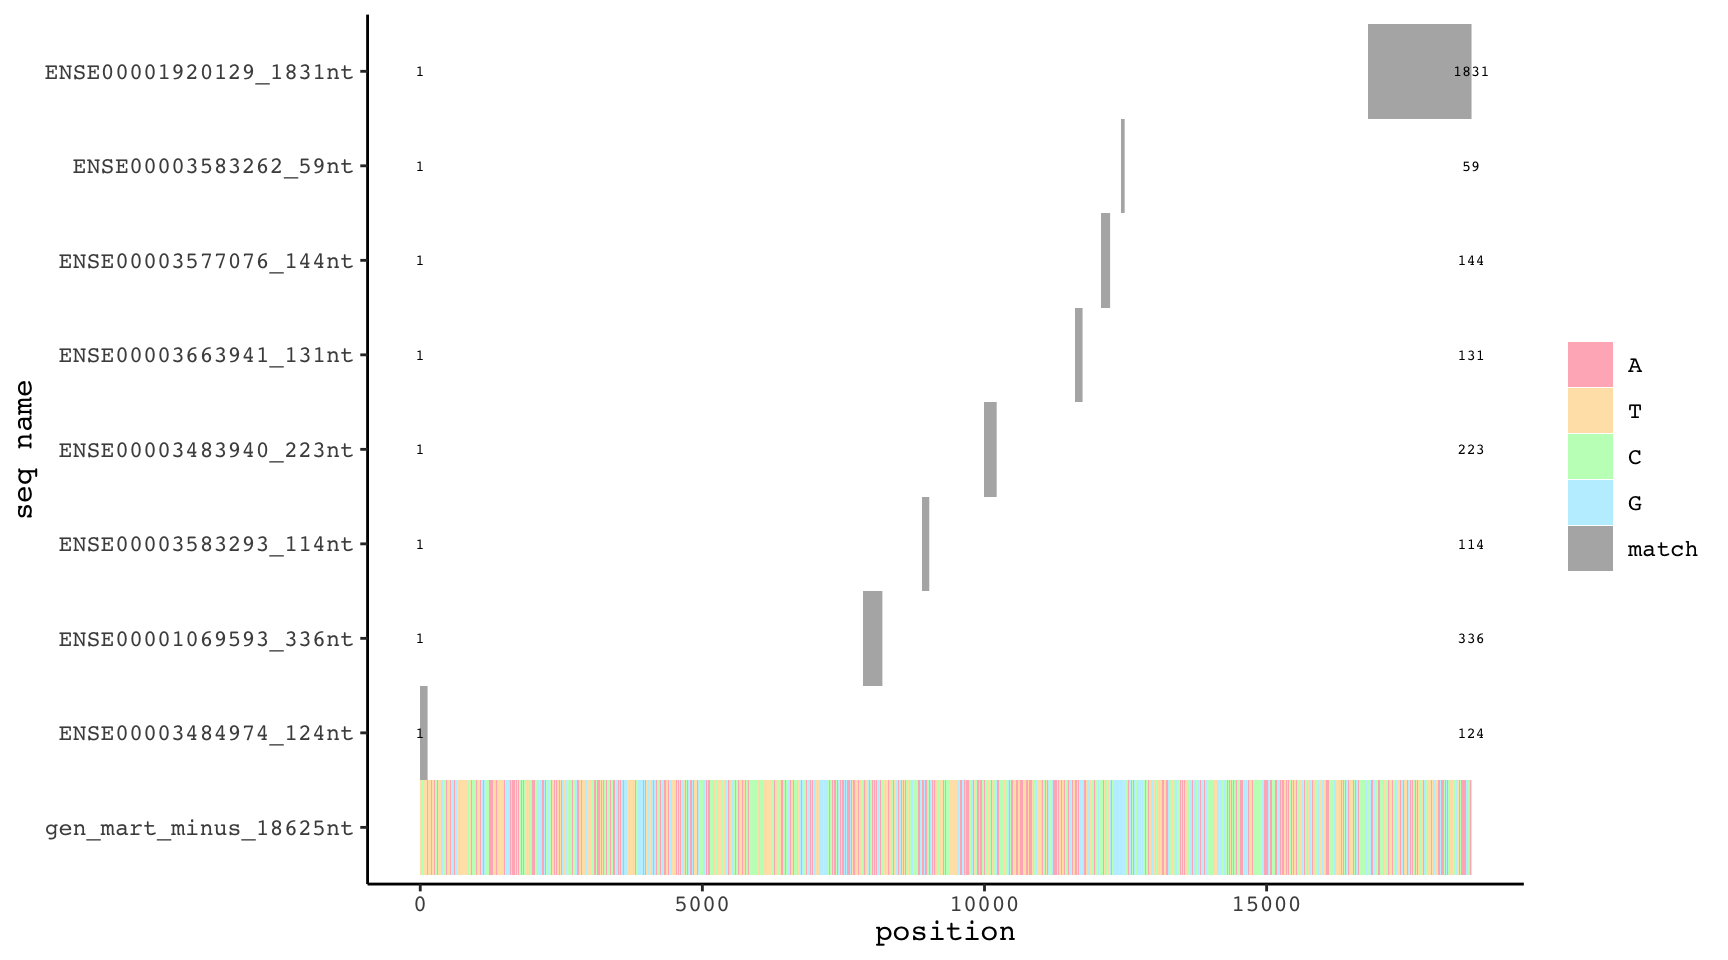 ENSE00001920129_1831nt 1 1831
ENSE00003583262_59nt 1 59
ENSE00003577076_144nt 1 144
ENSE00003663941_131nt 1 131
ENSE00003483940_223nt 1 223
ENSE00003583293_114nt 1 114
ENSE00001069593_336nt 1 336
ENSE00003484974_124nt 1 124
gen_mart_minus_18625nt
seq name
0 5000 10000 15000
position
A
T
C
G
match